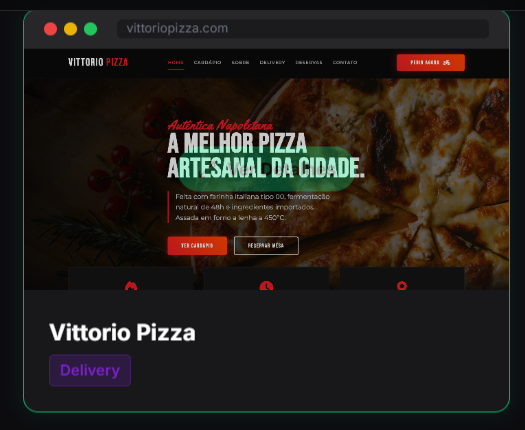 vittoriopizza.com
VITTORIO PIZZA
HOME CARDÁPIO SOBRE DELIVERY RESERVAS CONTATO
PEDIR AGORA
Autêntica Napoletana
A MELHOR PIZZA
ARTESANAL DA CIDADE.
Feita com farinha italiana tipo 00, fermentação
natural de 48h e ingredientes importados.
Assada em forno a lenha a 450°C.
VER CARDÁPIO
RESERVAR MESA
Vittorio Pizza
Delivery